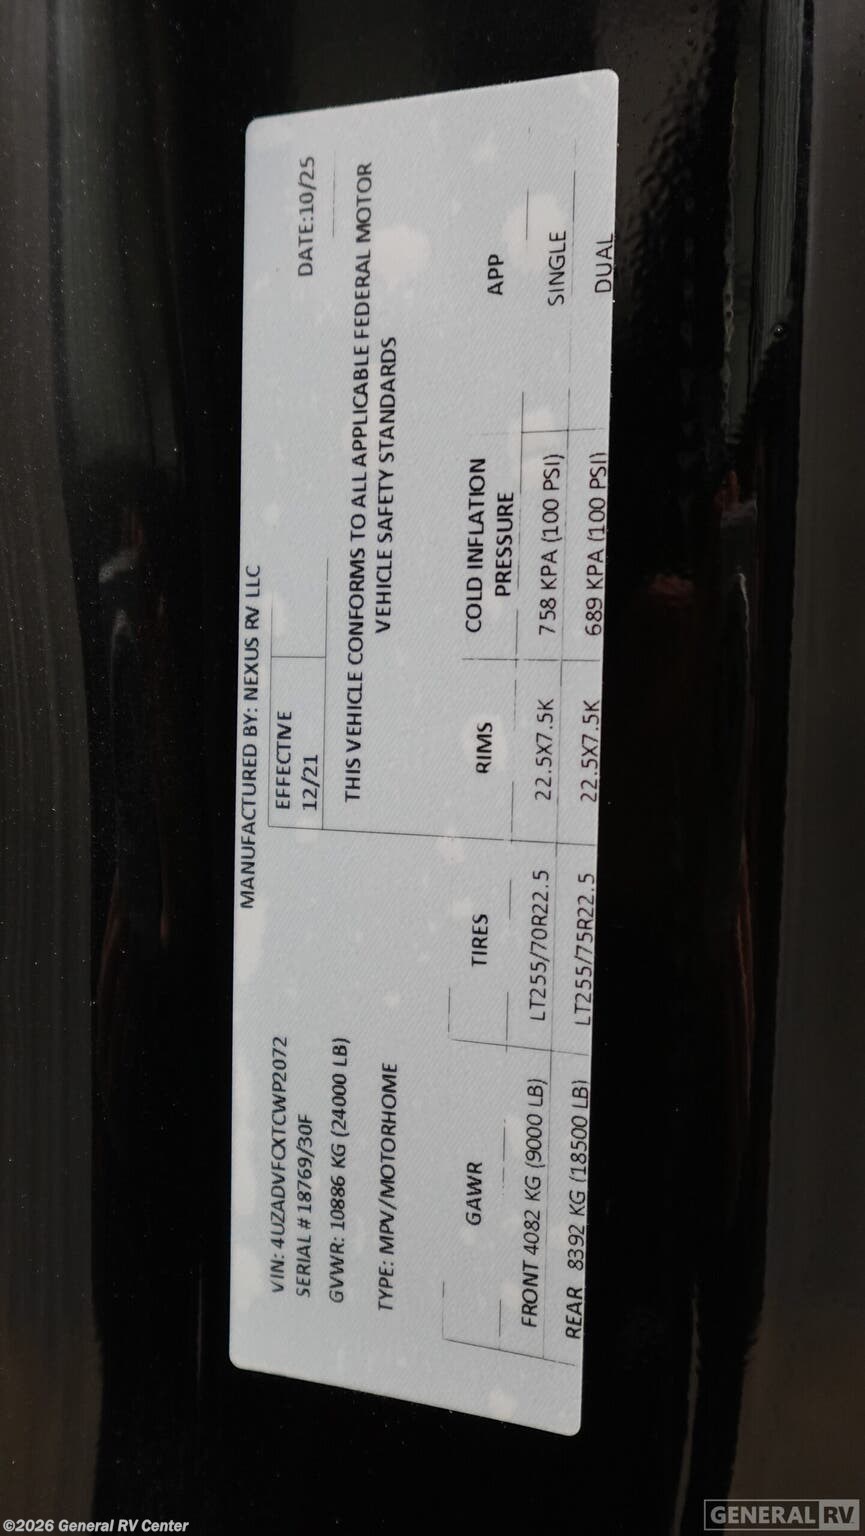 MANUFACTURED BY: NEXUS RV LLC
VIN: 4UZADVFCXTCWP2072
SERIAL # 18769/30F
GVWR: 10886 KG (24000 LB)
TYPE: MPV/MOTORHOME
EFFECTIVE
12/21
DATE:10/25
THIS VEHICLE CONFORMS TO ALL APPLICABLE FEDERAL MOTOR
VEHICLE SAFETY STANDARDS
GAWR TIRES RIMS COLD INFLATION PRESSURE APP
FRONT 4082 KG (9000 LB) LT255/70R22.5 22.5X7.5K 758 KPA (100 PSI) SINGLE
REAR 8392 KG (18500 LB) LT255/75R22.5 22.5X7.5K 689 KPA (100 PSI) DUAL
©2026 General RV Center
GENERAL RV